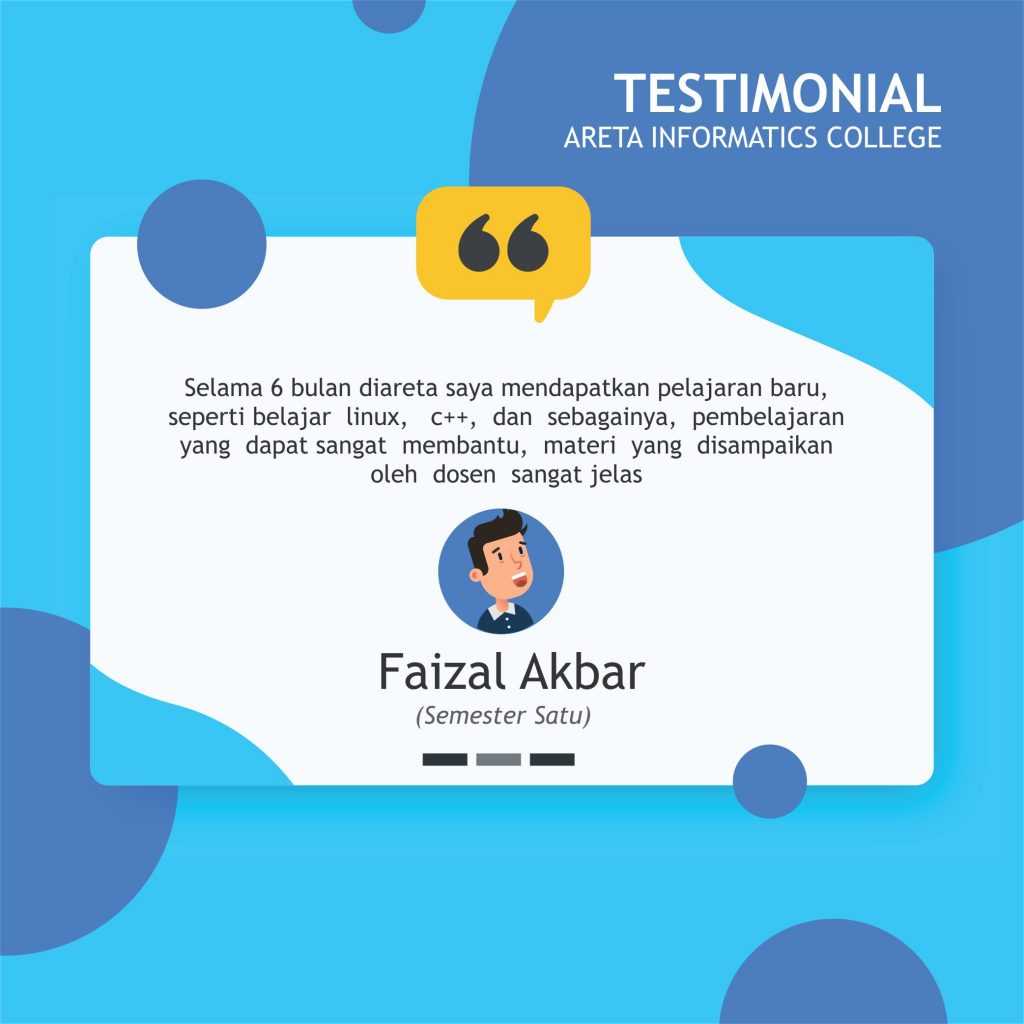 TESTIMONIAL
ARETA INFORMATICS COLLEGE
Selama 6 bulan diareta saya mendapatkan pelajaran baru,
seperti belajar linux, c++, dan sebagainya, pembelajaran
yang dapat sangat membantu, materi yang disampaikan
oleh dosen sangat jelas
Faizal Akbar
(Semester Satu)